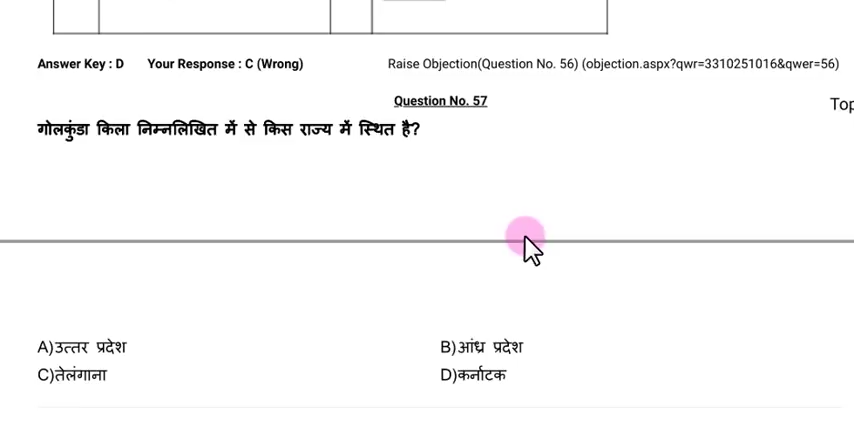 Answer Key : D Your Response : C (Wrong) Raise Objection(Question No. 56) (objection.aspx?qwr=3310251016&qwer=56)
Question No. 57
Top
गोलकुंडा किला निम्नलिखित में से किस राज्य में स्थित है?
A)उत्तर प्रदेश B)आंध्र प्रदेश
C)तेलंगाना D)कर्नाटक